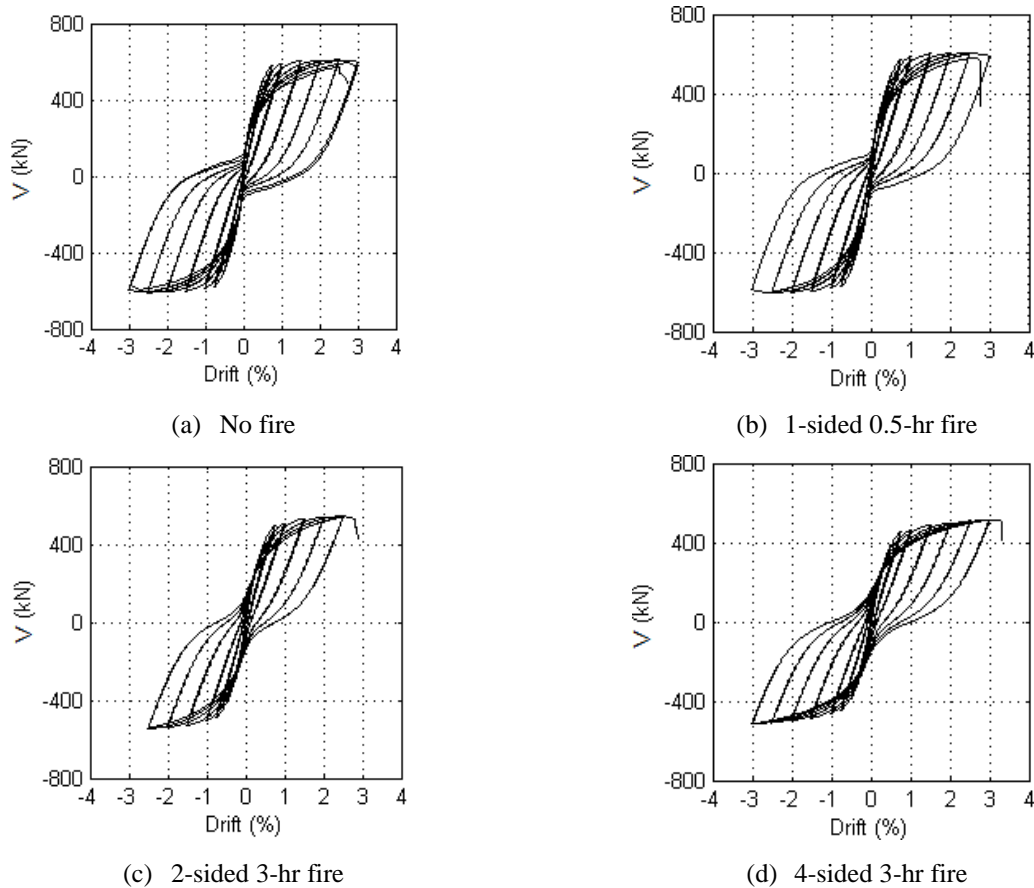 800
400
0
-400
-800
V (kN)
-4 -3 -2 -1 0 1 2 3 4
Drift (%)
(a) No fire
800
400
0
-400
-800
V (kN)
-4 -3 -2 -1 0 1 2 3 4
Drift (%)
(b) 1-sided 0.5-hr fire
800
400
0
-400
-800
V (kN)
-4 -3 -2 -1 0 1 2 3 4
Drift (%)
(c) 2-sided 3-hr fire
800
400
0
-400
-800
V (kN)
-4 -3 -2 -1 0 1 2 3 4
Drift (%)
(d) 4-sided 3-hr fire